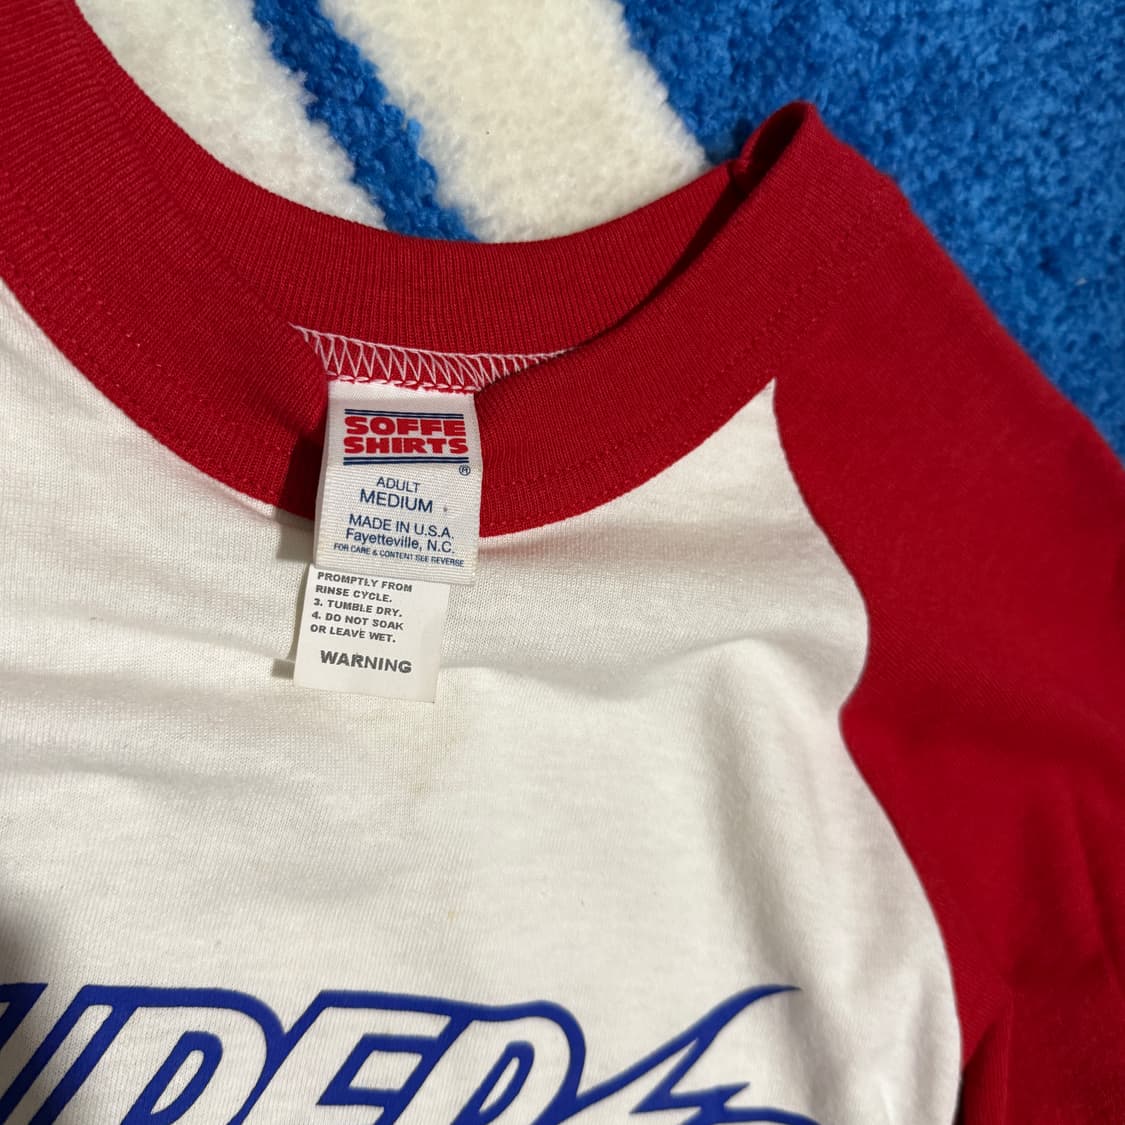 SOFFE
SHIRTS
®
ADULT
MEDIUM
MADE IN U.S.A.
Fayetteville, N.C.
FOR CARE & CONTENT SEE REVERSE
PROMPTLY FROM
RINSE CYCLE.
3. TUMBLE DRY.
4. DO NOT SOAK
OR LEAVE WET.
WARNING